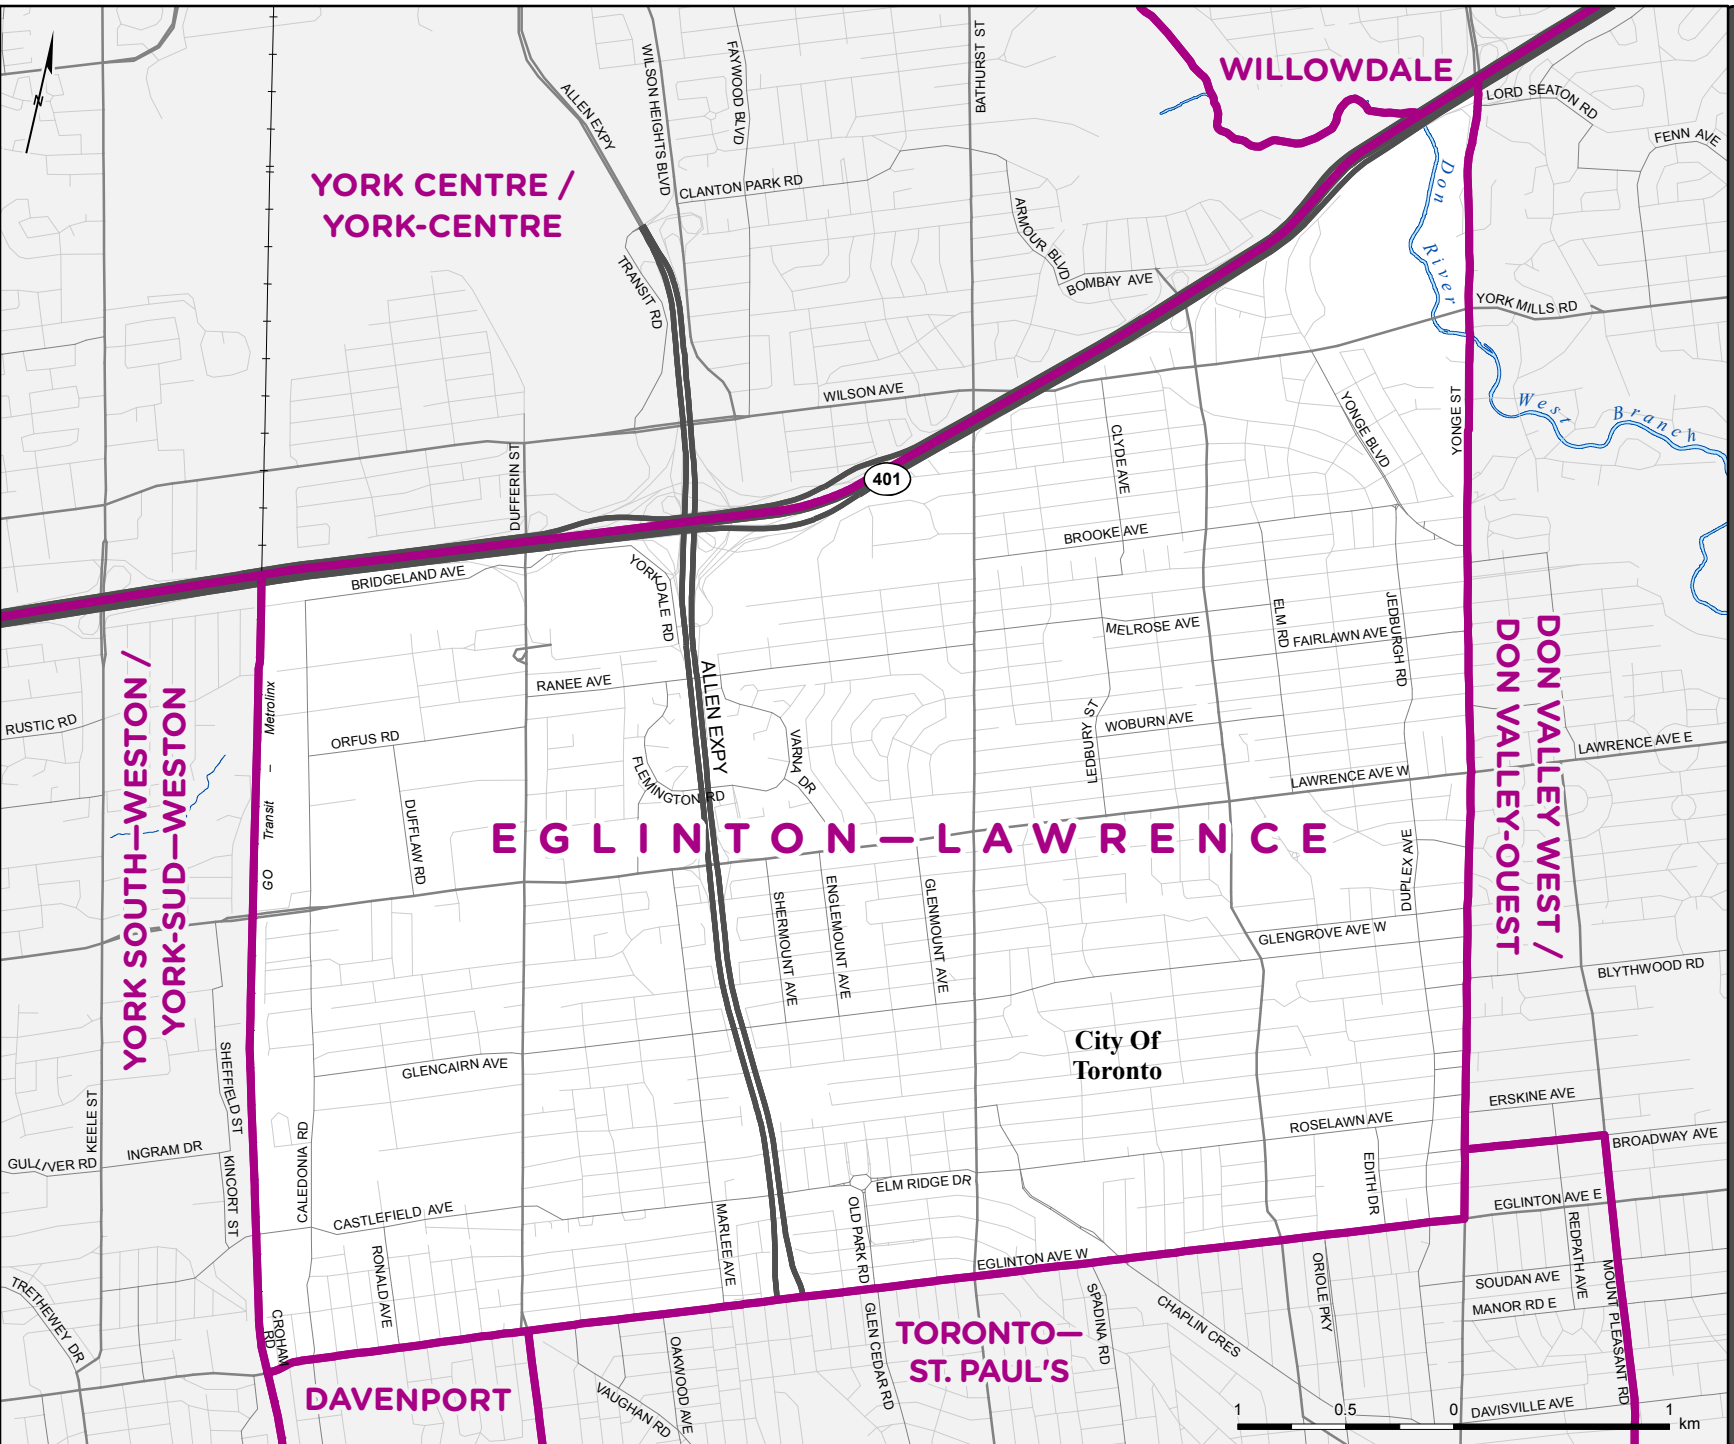 N
WILLOWDALE
YORK CENTRE /
YORK-CENTRE
ALLEN EXPY
WILSON HEIGHTS BLVD
FAYWOOD BLVD
BATHURST ST
CLANTON PARK RD
LORD SEATON RD
FENN AVE
Don
River
ARMOUR BLVD
BOMBAY AVE
TRANSIT RD
YORK MILLS RD
WILSON AVE
West
Branch
YONGE BLVD
YONGE ST
CLYDE AVE
DUFFERIN ST
401
BROOKE AVE
BRIDGELAND AVE
YORKDALE RD
ELM RD
JEDBURGH RD
MELROSE AVE
FAIRLAWN AVE
YORK SOUTH—WESTON /
YORK-SUD—WESTON
DON VALLEY WEST /
DON VALLEY-OUEST
RANEE AVE
ALLEN EXPY
RUSTIC RD
GO Transit – Metrolinx
ORFUS RD
VARNA DR
LEDBURY ST
WOBURN AVE
LAWRENCE AVE E
LAWRENCE AVE W
FLEMINGTON RD
DUFFLAW RD
EGLINTON—LAWRENCE
DUPLEX AVE
SHERMOUNT AVE
ENGLEMOUNT AVE
GLENMOUNT AVE
GLENGROVE AVE W
BLYTHWOOD RD
City Of
Toronto
SHEFFIELD ST
GLENCAIRN AVE
KEELE ST
ERSKINE AVE
ROSELAWN AVE
BROADWAY AVE
CALEDONIA RD
INGRAM DR
GULLIVER RD
KINCORT ST
EDITH DR
ELM RIDGE DR
EGLINTON AVE E
CASTLEFIELD AVE
MARLEE AVE
OLD PARK RD
REDPATH AVE
RONALD AVE
EGLINTON AVE W
ORIOLE PKY
SOUDAN AVE
MOUNT PLEASANT RD
TRETHEWEY DR
CROHAM RD
SPADINA RD
CHAPLIN CRES
MANOR RD E
GLEN CEDAR RD
TORONTO—
ST. PAUL'S
OAKWOOD AVE
DAVENPORT
VAUGHAN RD
DAVISVILLE AVE
1 0.5 0 1
km